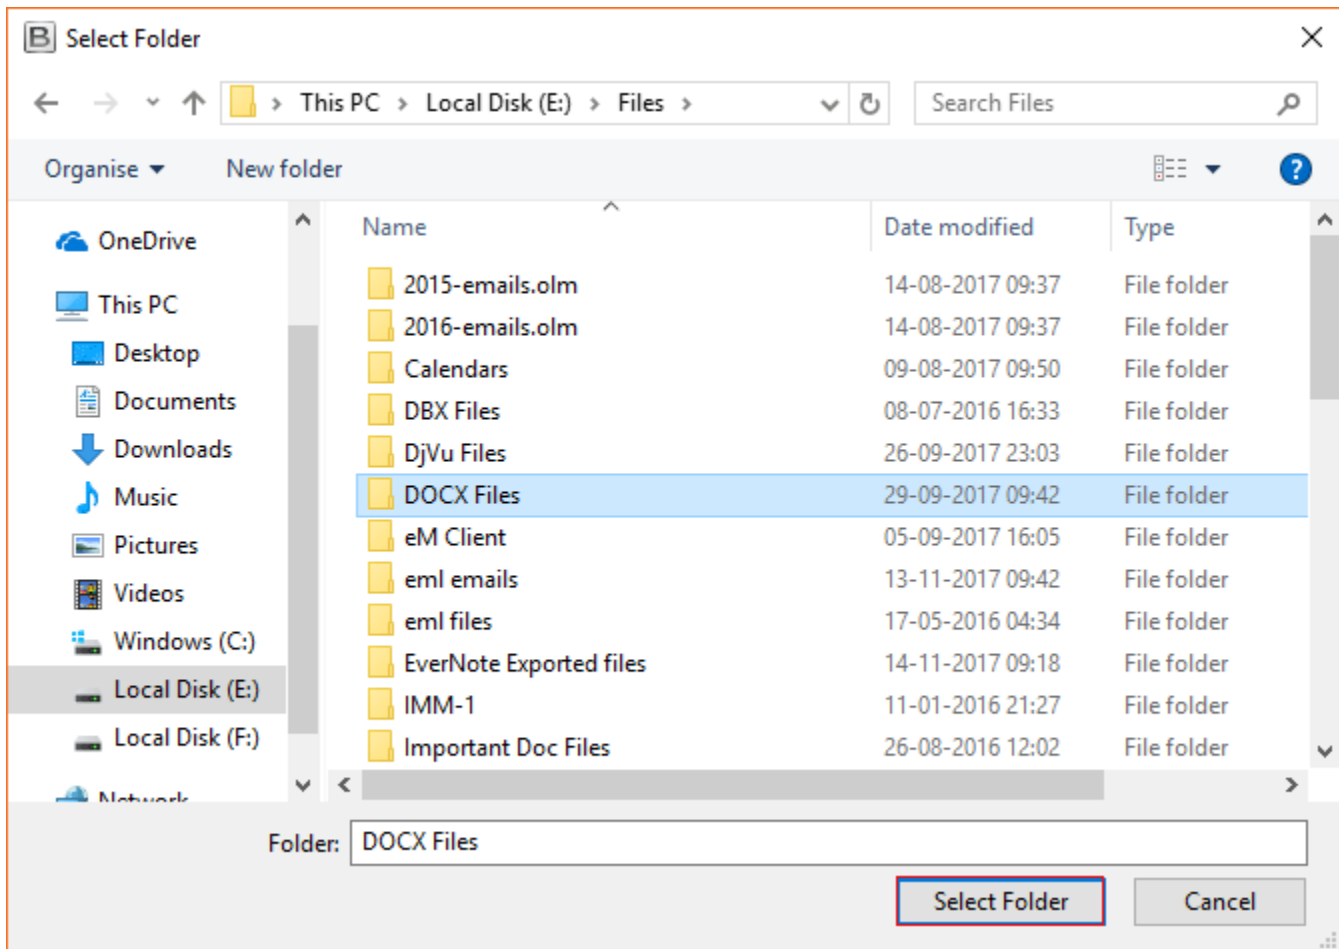 B Select Folder
This PC > Local Disk (E:) > Files >
Search Files
Organise
New folder
?
OneDrive
This PC
Desktop
Documents
Downloads
Music
Pictures
Videos
Windows (C:)
Local Disk (E:)
Local Disk (F:)
Network
Name Date modified Type
2015-emails.olm 14-08-2017 09:37 File folder
2016-emails.olm 14-08-2017 09:37 File folder
Calendars 09-08-2017 09:50 File folder
DBX Files 08-07-2016 16:33 File folder
DjVu Files 26-09-2017 23:03 File folder
DOCX Files 29-09-2017 09:42 File folder
eM Client 05-09-2017 16:05 File folder
eml emails 13-11-2017 09:42 File folder
eml files 17-05-2016 04:34 File folder
EverNote Exported files 14-11-2017 09:18 File folder
IMM-1 11-01-2016 21:27 File folder
Important Doc Files 26-08-2016 12:02 File folder
Folder: DOCX Files
Select Folder
Cancel